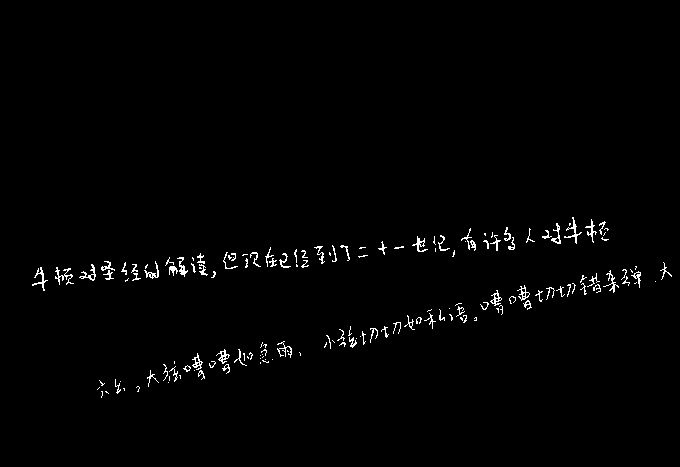 牛顿对圣经的解读,但现在已经到了二十一世纪,有许多人对牛顿
六幺。大弦嘈嘈如急雨,小弦切切如私语。嘈嘈切切错杂弹,大